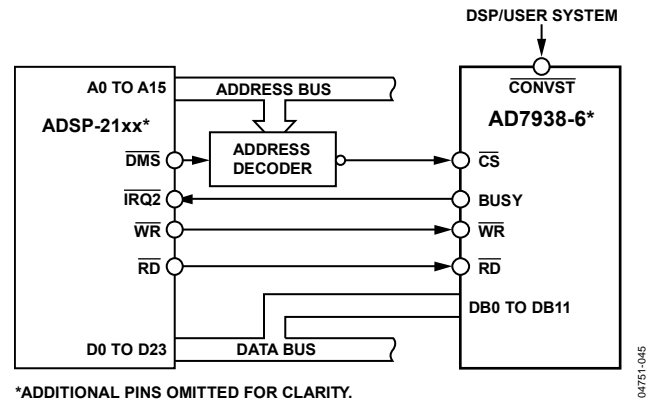 DSP/USER SYSTEM
A0 TO A15
ADDRESS BUS
CONVST
ADSP-21xx*
AD7938-6*
DMS
ADDRESS
DECODER
CS
IRQ2
BUSY
WR
WR
RD
RD
DB0 TO DB11
D0 TO D23
DATA BUS
*ADDITIONAL PINS OMITTED FOR CLARITY.
04751-045